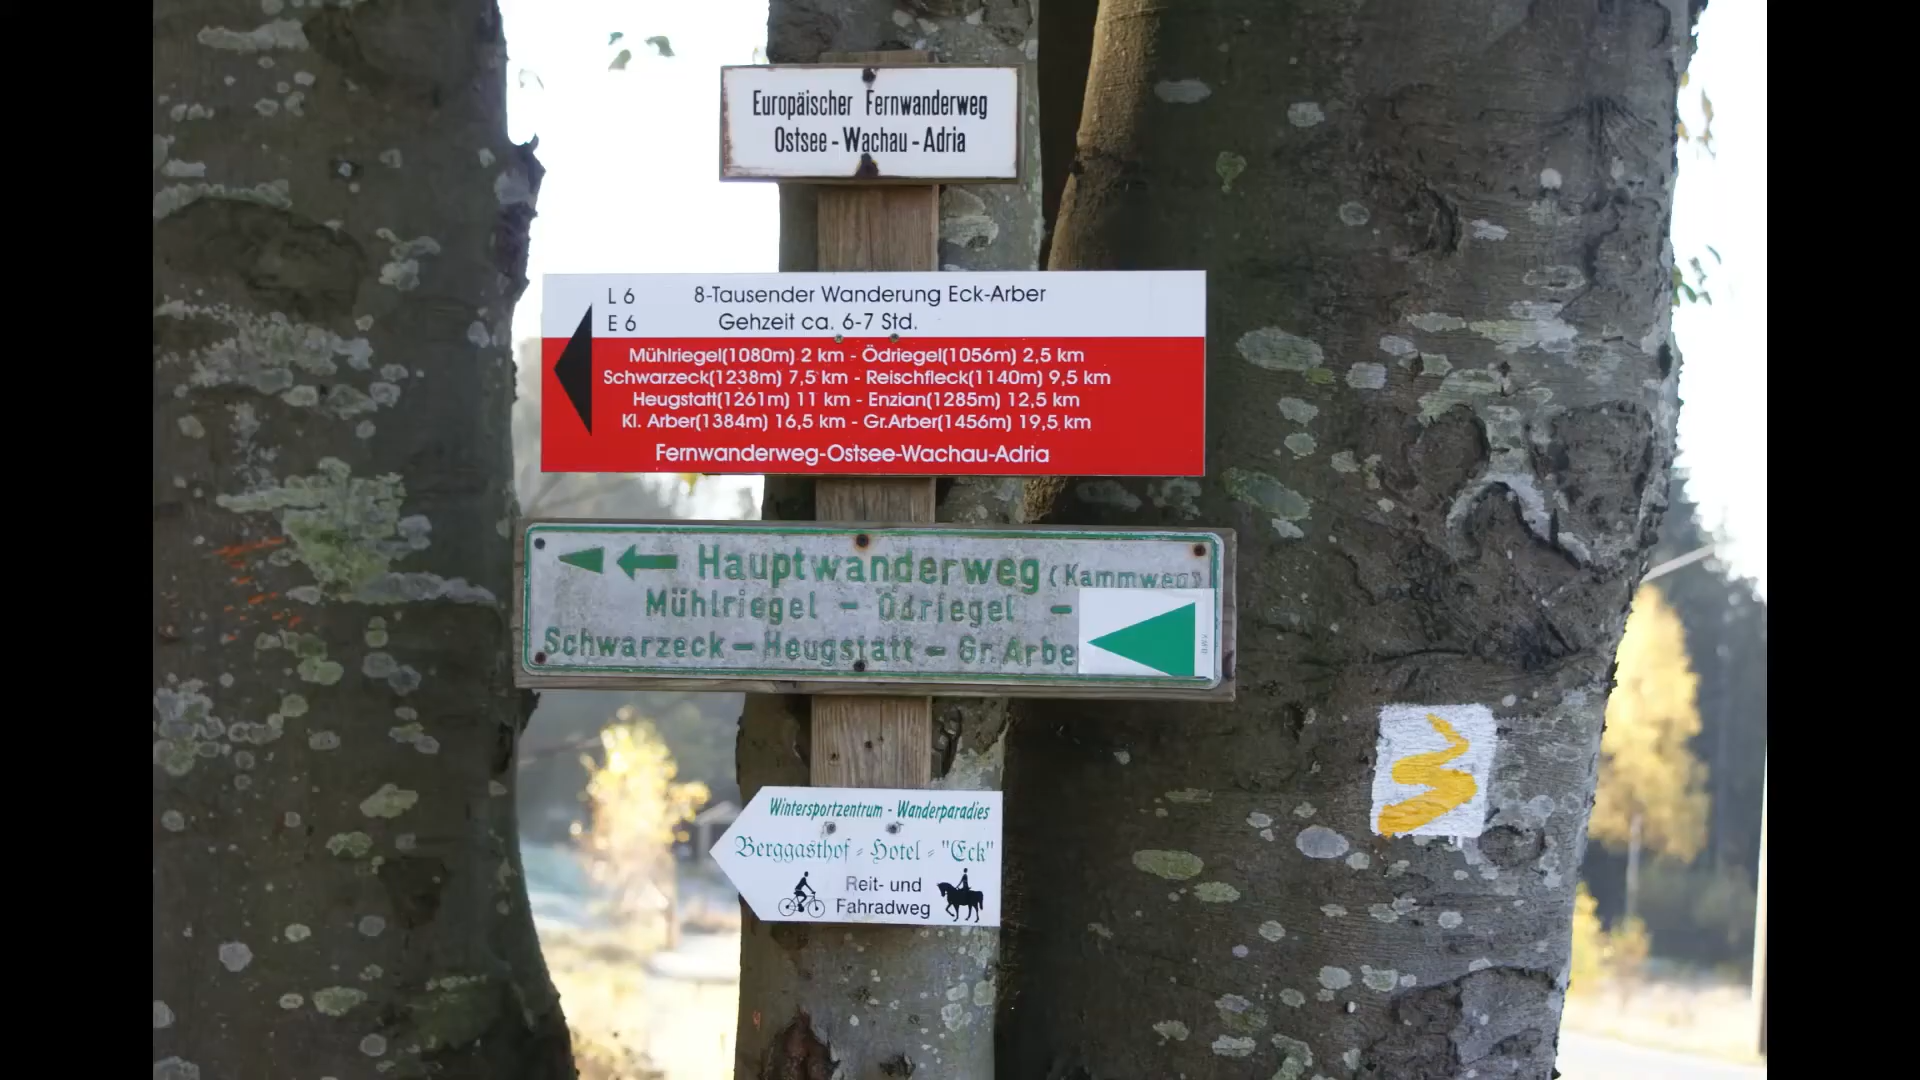 Europäischer Fernwanderweg
Ostsee - Wachau - Adria
L 6 8-Tausender Wanderung Eck-Arber
E 6 Gehzeit ca. 6-7 Std.
Mühlriegel(1080m) 2 km - Ödriegel(1056m) 2,5 km
Schwarzeck(1238m) 7,5 km - Reischfleck(1140m) 9,5 km
Heugstatt(1261m) 11 km - Enzian(1285m) 12,5 km
Kl. Arber(1384m) 16,5 km - Gr.Arber(1456m) 19,5 km
Fernwanderweg-Ostsee-Wachau-Adria
Hauptwanderweg (Kammweg)
Mühlriegel - Ödriegel -
Schwarzeck - Heugstatt - Gr. Arbe
Wintersportzentrum - Wanderparadies
Berggasthof - Hotel - "Eck"
Reit- und
Fahradweg